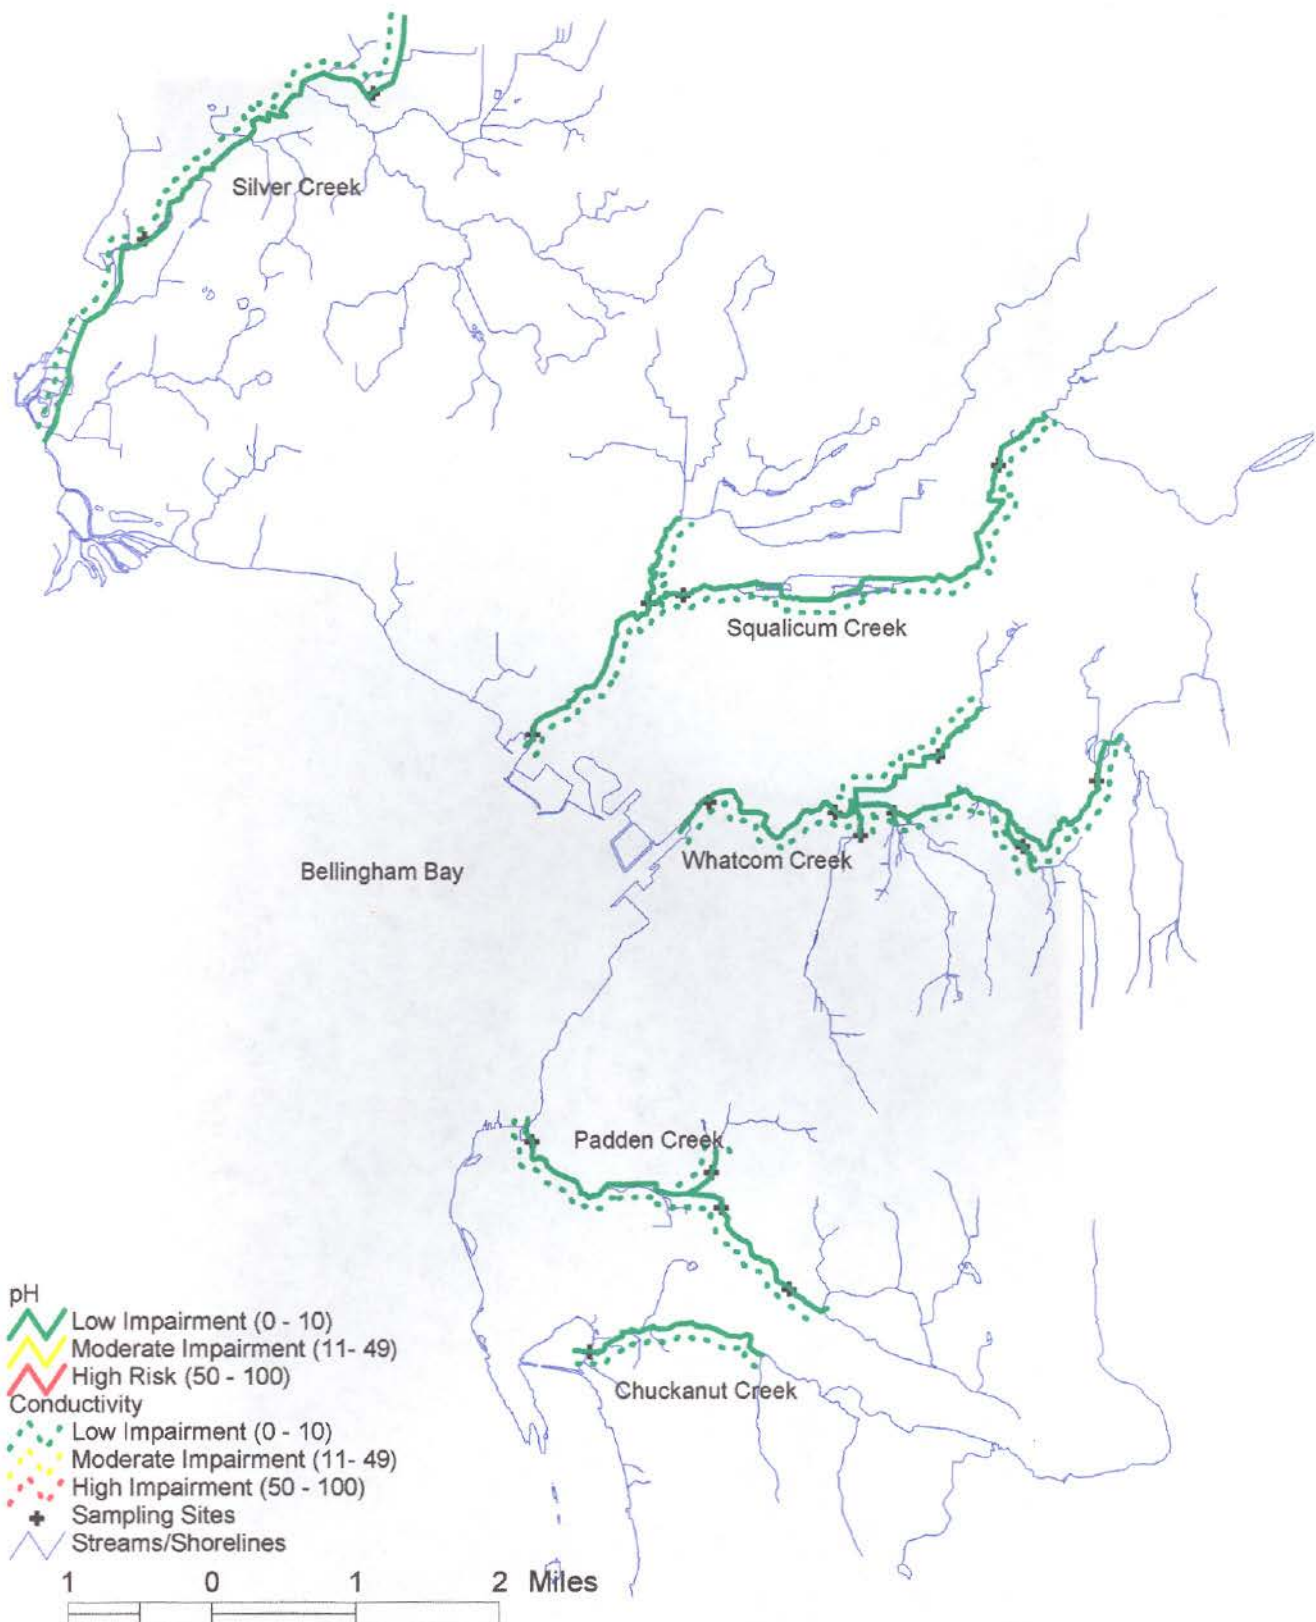 Silver Creek
Squalicum Creek
Whatcom Creek
Bellingham Bay
Padden Creek
Chuckanut Creek
pH
Low Impairment (0 - 10)
Moderate Impairment (11- 49)
High Risk (50 - 100)
Conductivity
Low Impairment (0 - 10)
Moderate Impairment (11- 49)
High Impairment (50 - 100)
Sampling Sites
Streams/Shorelines
1 0 1 2 Miles